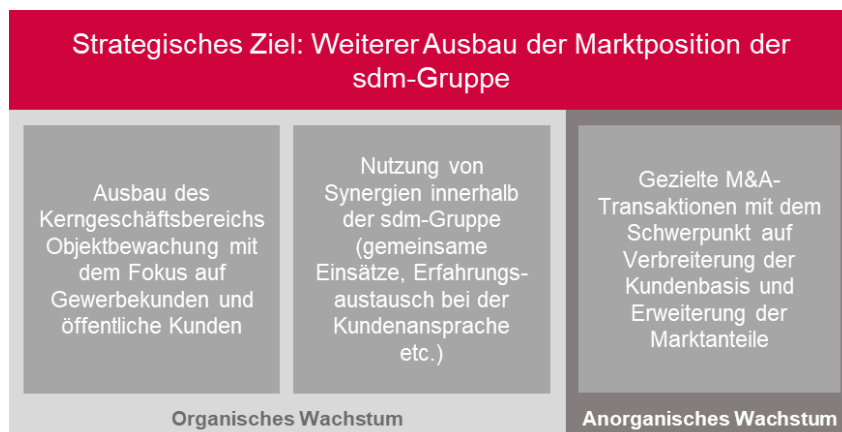 Strategisches Ziel: Weiterer Ausbau der Marktposition der
sdm-Gruppe
Ausbau des
Kerngeschäftsbereichs
Objektbewachung mit
dem Fokus auf
Gewerbekunden und
öffentliche Kunden
Nutzung von
Synergien innerhalb
der sdm-Gruppe
(gemeinsame
Einsätze, Erfahrungs-
austausch bei der
Kundenansprache
etc.)
Gezielte M&A-
Transaktionen mit dem
Schwerpunkt auf
Verbreiterung der
Kundenbasis und
Erweiterung der
Marktanteile
Organisches Wachstum
Anorganisches Wachstum